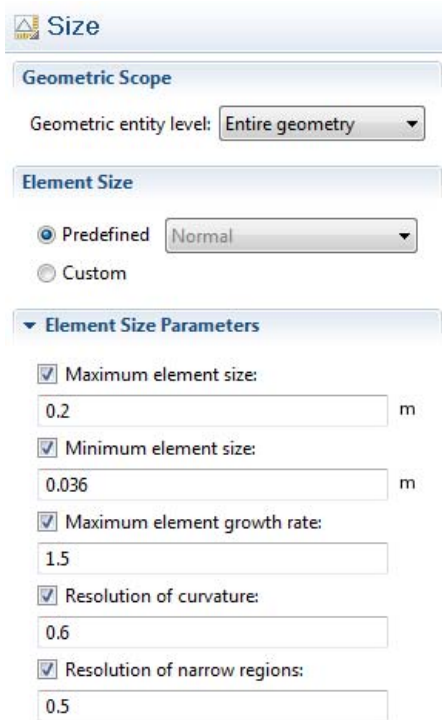 Size
Geometric Scope
Geometric entity level: Entire geometry
Element Size
Predefined Normal
Custom
Element Size Parameters
Maximum element size:
0.2 m
Minimum element size:
0.036 m
Maximum element growth rate:
1.5
Resolution of curvature:
0.6
Resolution of narrow regions:
0.5